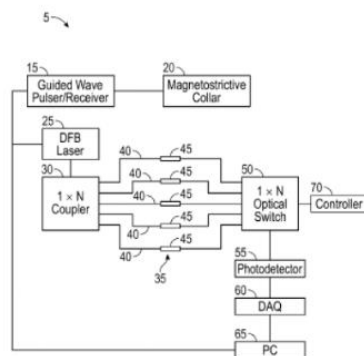 5
15
20
Guided Wave
Pulser/Receiver
Magnetostrictive
Collar
25
DFB
Laser
30
1 × N
Coupler
40
45
40
45
40
45
40
45
40
45
35
50
1 × N
Optical
Switch
70
Controller
55
Photodetector
60
DAQ
65
PC